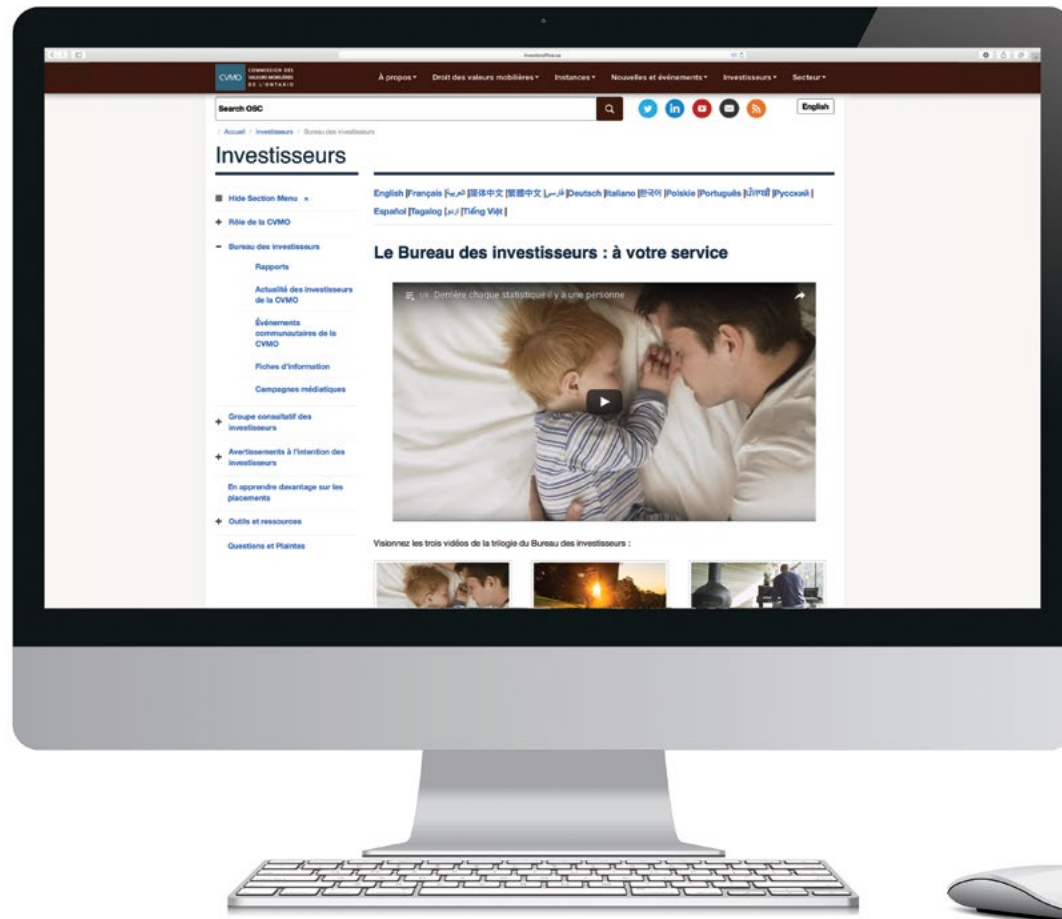 investoroffice.ca
CVMO
COMMISSION DES
VALEURS MOBILIÈRES
DE L'ONTARIO
À propos Droit des valeurs mobilières Instances Nouvelles et événements Investisseurs Secteur
Search OSC
English
/ Accueil / Investisseurs / Bureau des investisseurs
Investisseurs
Hide Section Menu ×
+ Rôle de la CVMO
− Bureau des investisseurs
Rapports
Actualité des investisseurs
de la CVMO
Événements
communautaires de la
CVMO
Fiches d'information
Campagnes médiatiques
+ Groupe consultatif des
investisseurs
+ Avertissements à l'intention des
investisseurs
En apprendre davantage sur les
placements
+ Outils et ressources
Questions et Plaintes
English |Français |العربية |简体中文 |繁體中文 |فارسی |Deutsch |Italiano |한국어 |Polskie |Português |ਪੰਜਾਬੀ |Русский |
Español |Tagalog |اردو |Tiếng Việt |
Le Bureau des investisseurs : à votre service
1/3 Derrière chaque statistique il y a une personne
Visionnez les trois vidéos de la trilogie du Bureau des investisseurs :